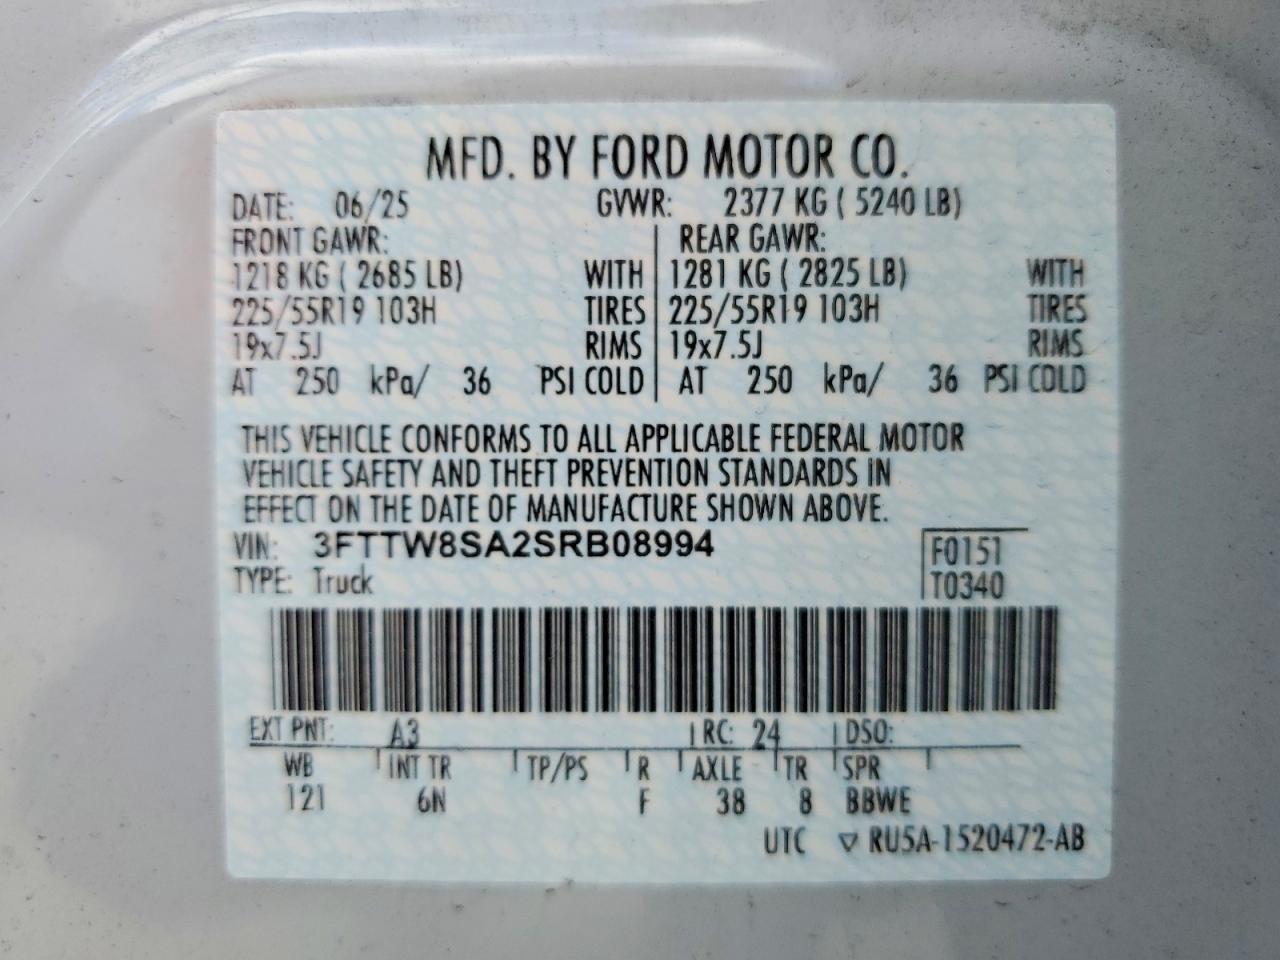 MFD. BY FORD MOTOR CO.
DATE: 06/25 GVWR: 2377 KG ( 5240 LB)
FRONT GAWR: REAR GAWR:
1218 KG ( 2685 LB) WITH 1281 KG ( 2825 LB) WITH
225/55R19 103H TIRES 225/55R19 103H TIRES
19x7.5J RIMS 19x7.5J RIMS
AT 250 kPa/ 36 PSI COLD AT 250 kPa/ 36 PSI COLD
THIS VEHICLE CONFORMS TO ALL APPLICABLE FEDERAL MOTOR
VEHICLE SAFETY AND THEFT PREVENTION STANDARDS IN
EFFECT ON THE DATE OF MANUFACTURE SHOWN ABOVE.
VIN: 3FTTW8SA2SRB08994 F0151
TYPE: Truck T0340
EXT PNT: A3 RC: 24 DSO:
WB INT TR TP/PS R AXLE TR SPR
121 6N F 38 8 BBWE
UTC ▽ RU5A-1520472-AB